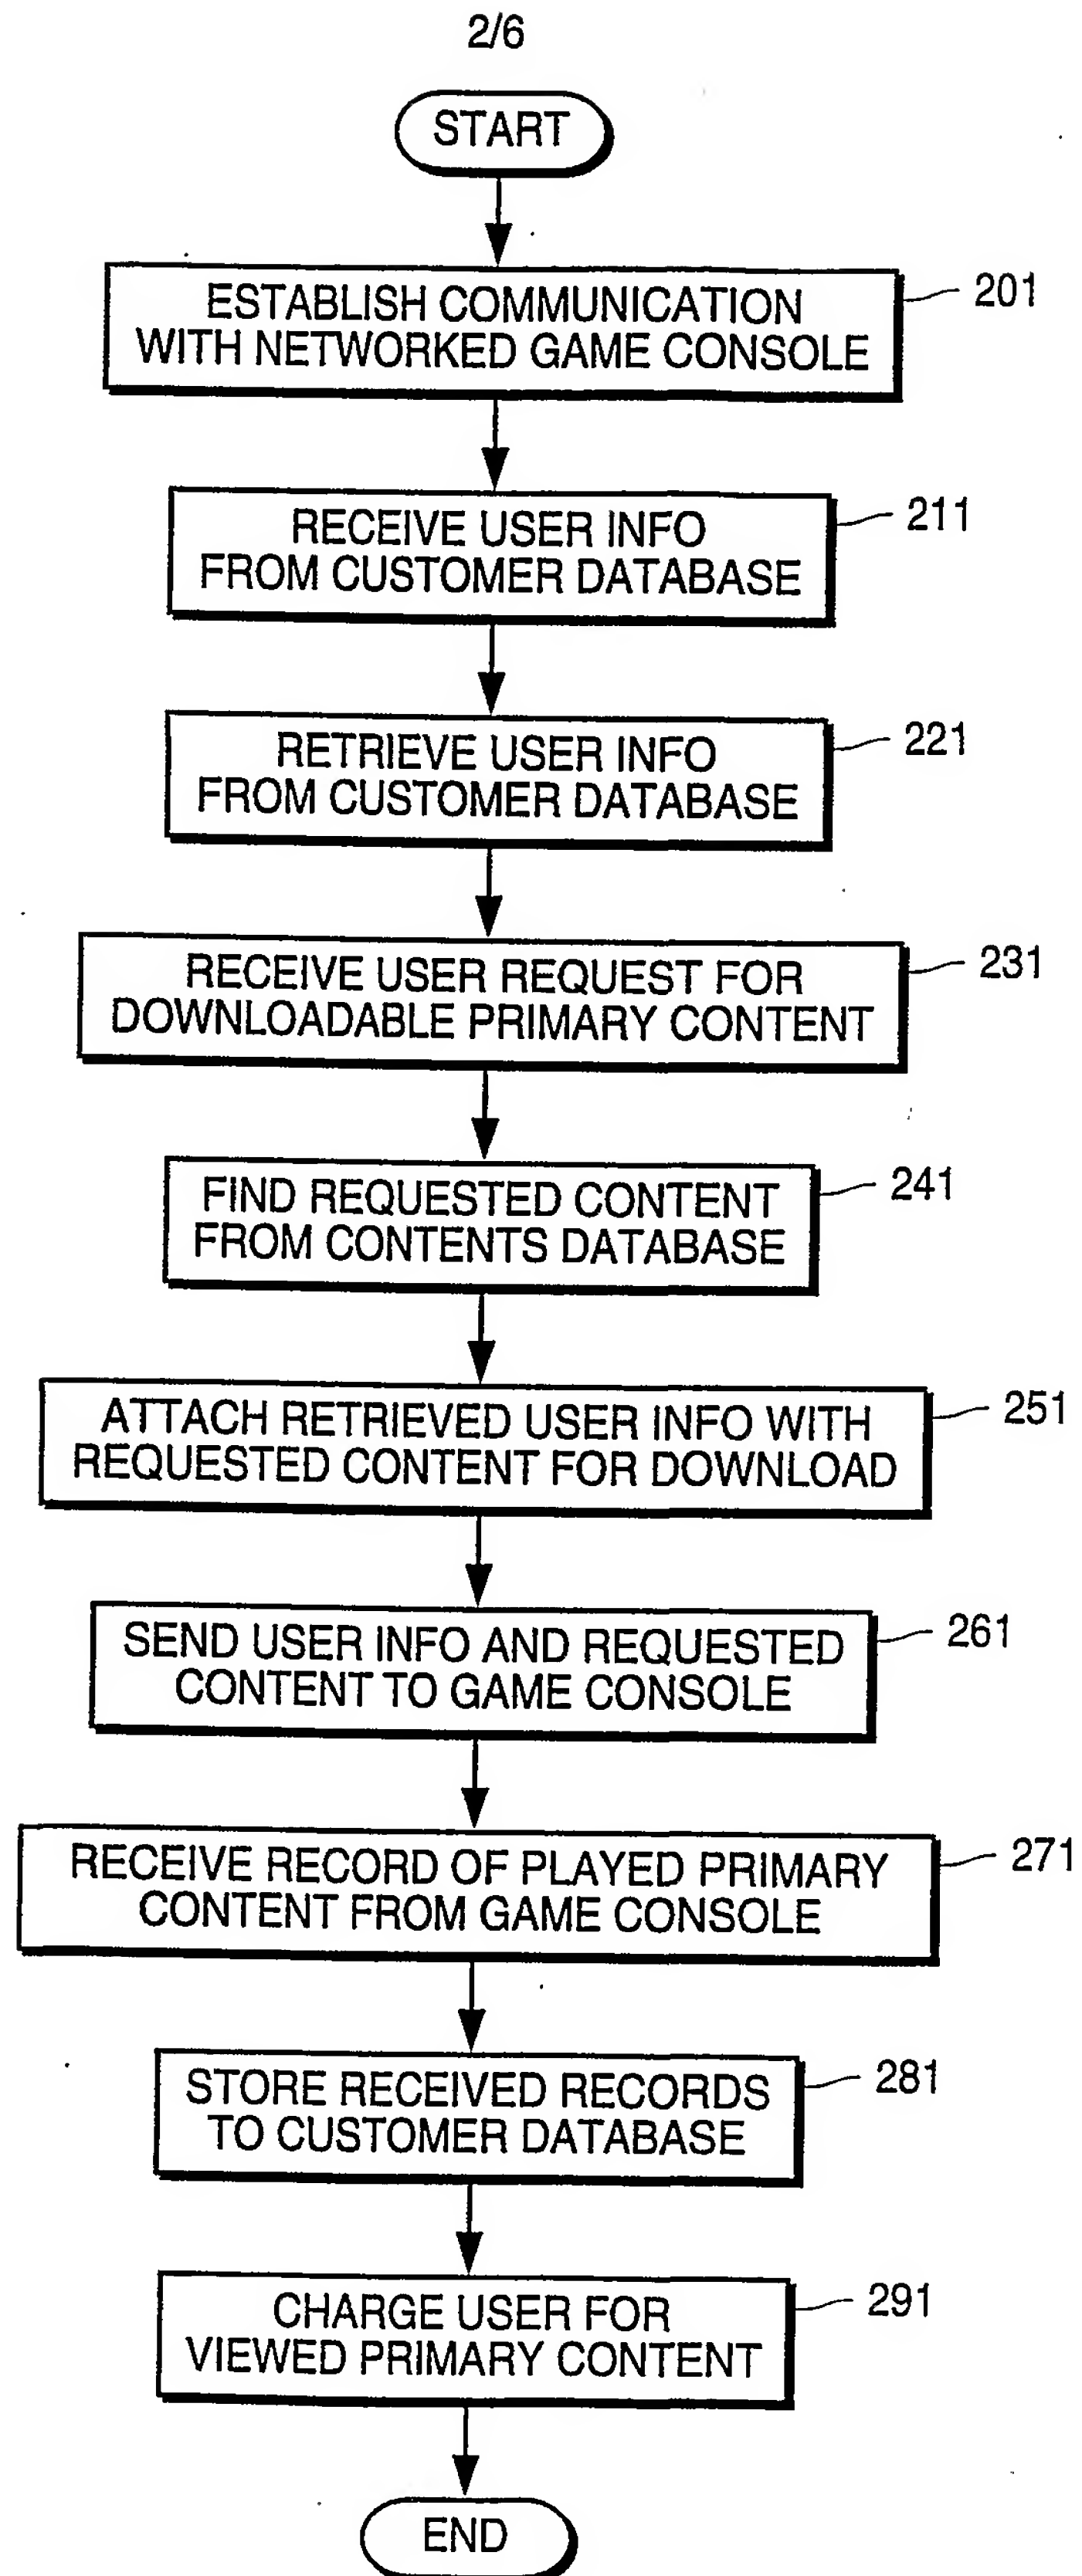 2/6
START
ESTABLISH COMMUNICATION
WITH NETWORKED GAME CONSOLE
201
RECEIVE USER INFO
FROM CUSTOMER DATABASE
211
RETRIEVE USER INFO
FROM CUSTOMER DATABASE
221
RECEIVE USER REQUEST FOR
DOWNLOADABLE PRIMARY CONTENT
231
FIND REQUESTED CONTENT
FROM CONTENTS DATABASE
241
ATTACH RETRIEVED USER INFO WITH
REQUESTED CONTENT FOR DOWNLOAD
251
SEND USER INFO AND REQUESTED
CONTENT TO GAME CONSOLE
261
RECEIVE RECORD OF PLAYED PRIMARY
CONTENT FROM GAME CONSOLE
271
STORE RECEIVED RECORDS
TO CUSTOMER DATABASE
281
CHARGE USER FOR
VIEWED PRIMARY CONTENT
291
END